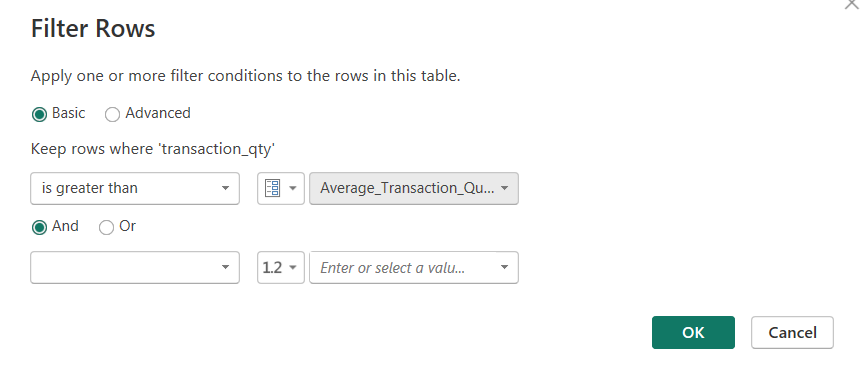 Filter Rows
Apply one or more filter conditions to the rows in this table.
Basic Advanced
Keep rows where 'transaction_qty'
is greater than Average_Transaction_Qu...
And Or
1.2 Enter or select a valu...
OK Cancel